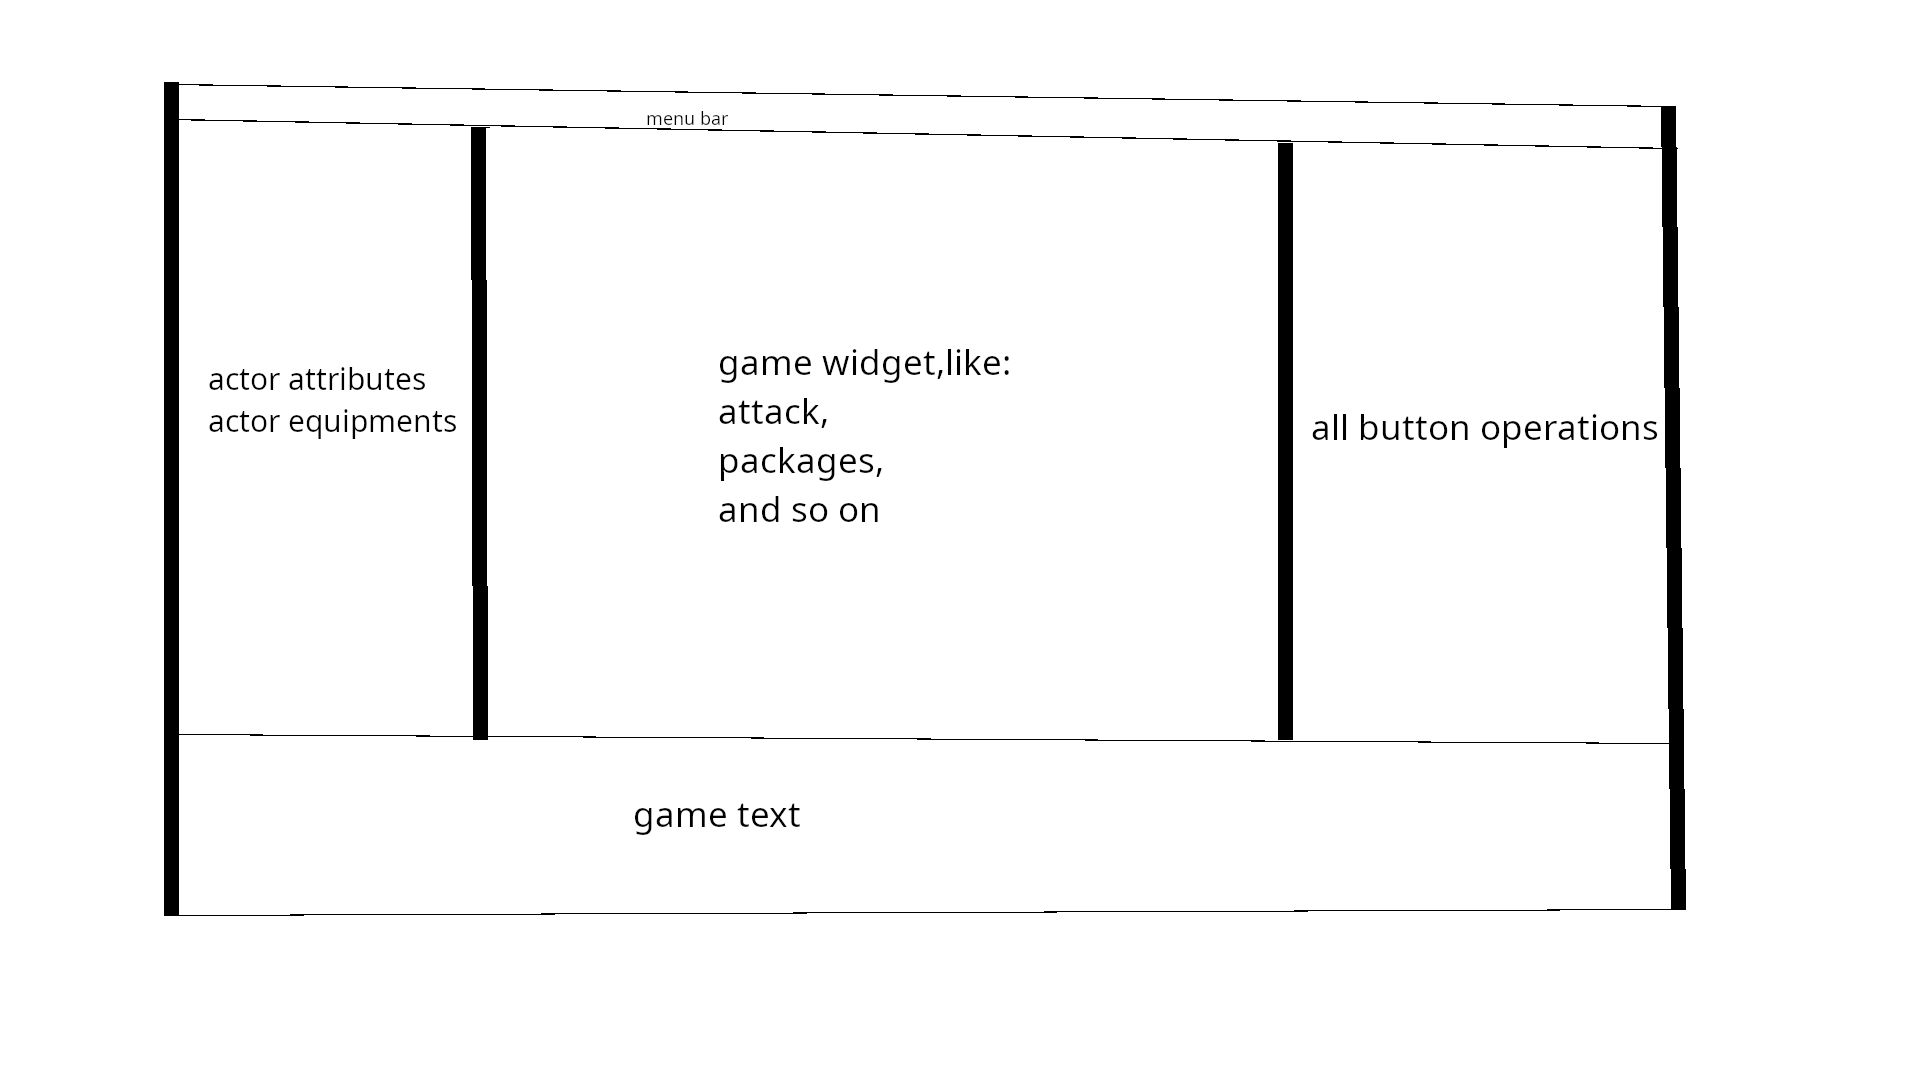 menu bar
actor attributes
actor equipments
game widget,like:
attack,
packages,
and so on
all button operations
game text